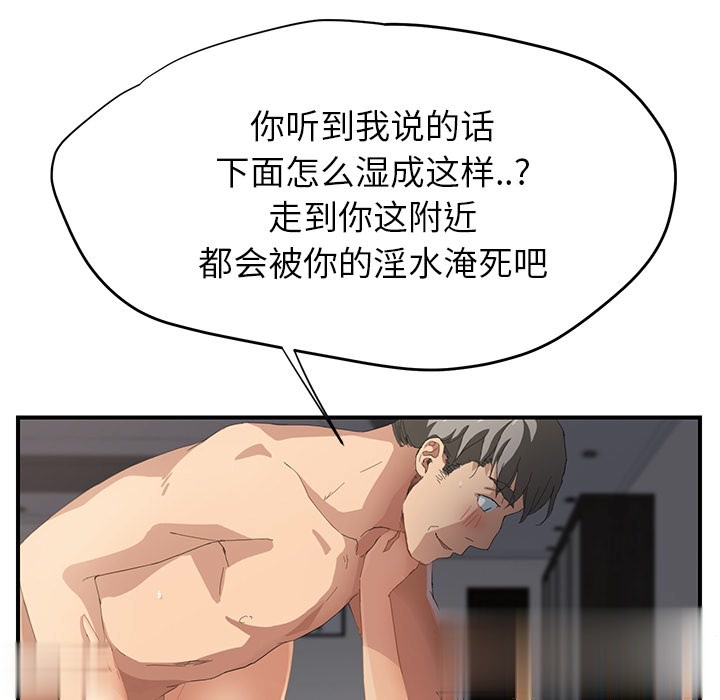 你听到我说的话
下面怎么湿成这样..?
走到你这附近
都会被你的淫水淹死吧